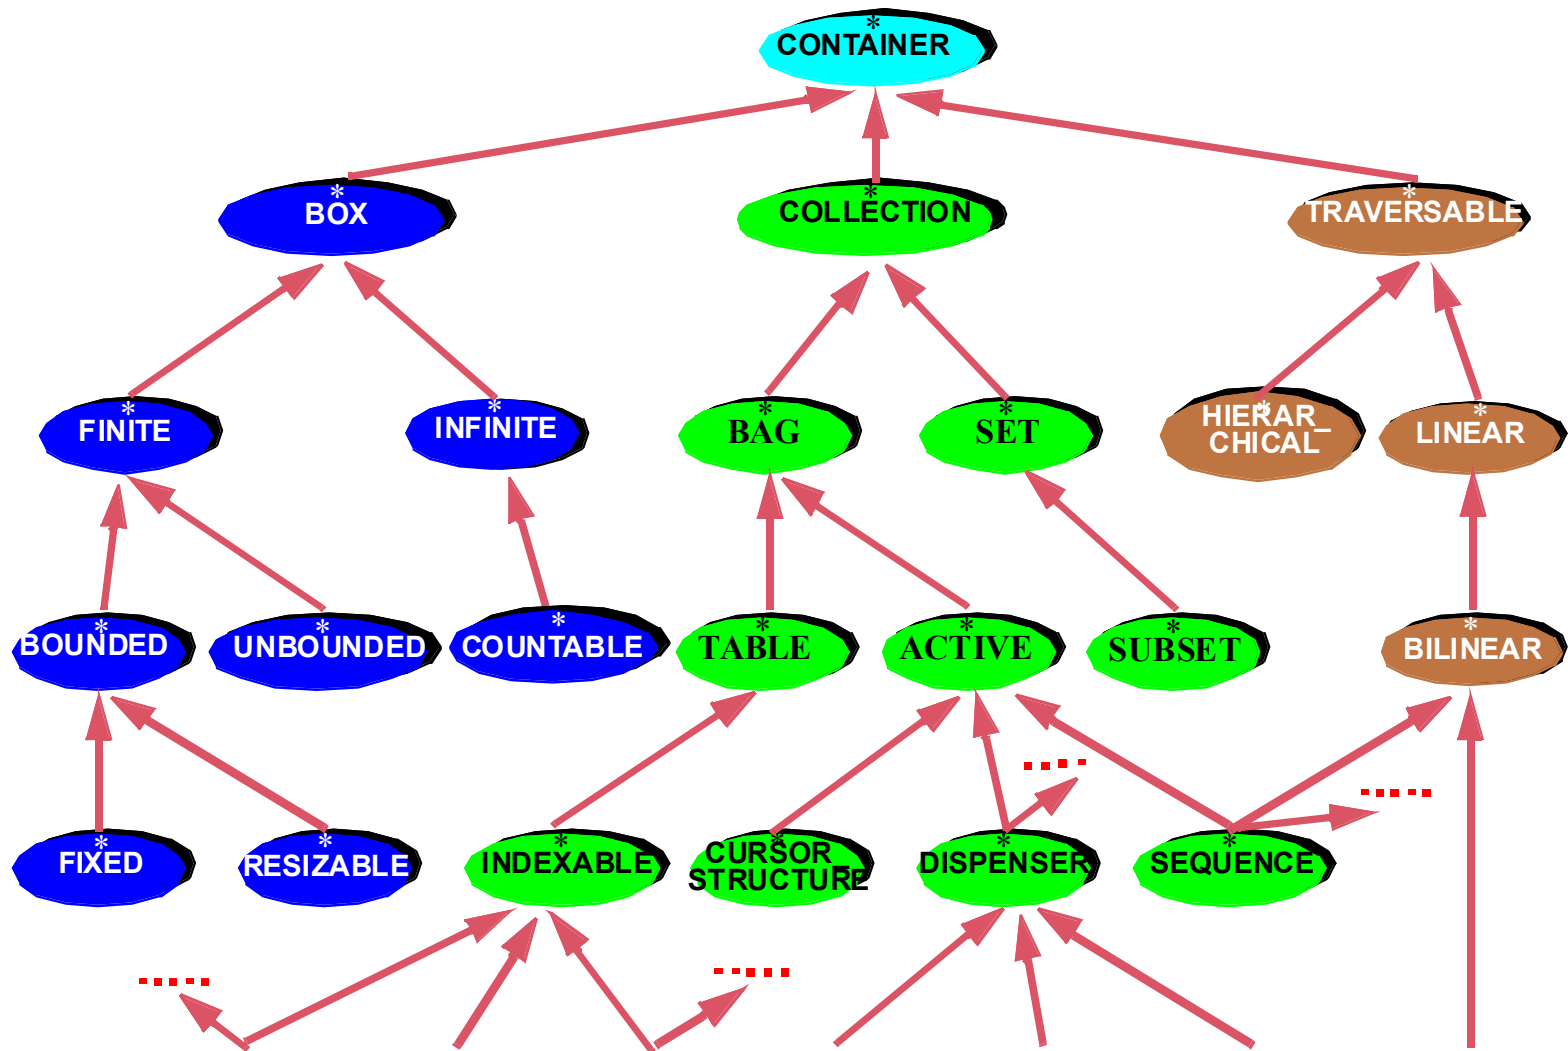 *
CONTAINER
*
BOX
*
COLLECTION
*
TRAVERSABLE
*
FINITE
*
INFINITE
*
BAG
*
SET
*
HIERAR_
CHICAL
*
LINEAR
*
BOUNDED
*
UNBOUNDED
*
COUNTABLE
*
TABLE
*
ACTIVE
*
SUBSET
*
BILINEAR
*
FIXED
*
RESIZABLE
*
INDEXABLE
*
CURSOR_
STRUCTURE
*
DISPENSER
*
SEQUENCE